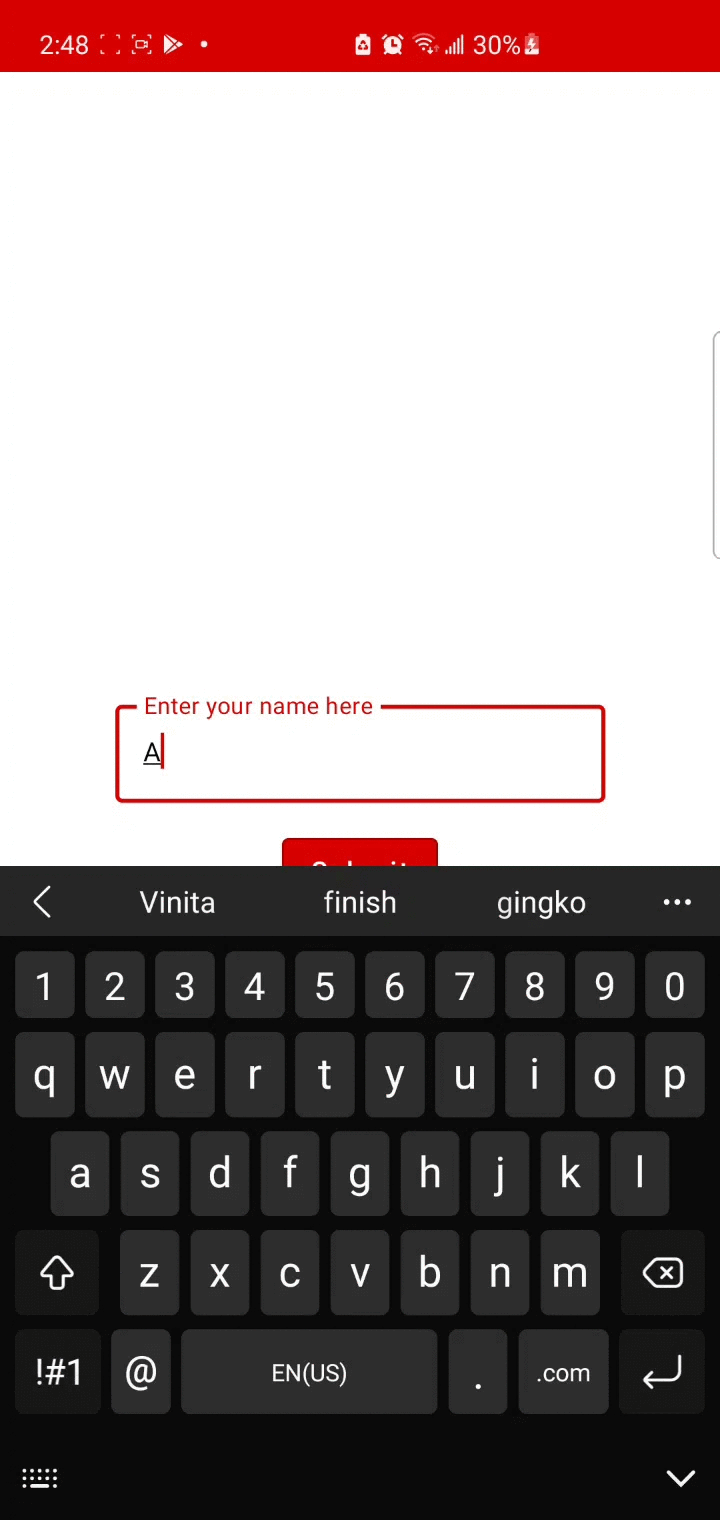 2:48 30%
Enter your name here
A
Submit
Vinita finish gingko ...
1 2 3 4 5 6 7 8 9 0
q w e r t y u i o p
a s d f g h j k l
z x c v b n m
!#1 @ EN(US) . .com